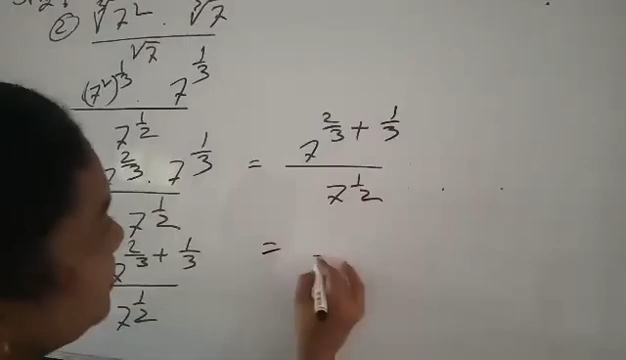 ② ∛7² · ∛7 / √7
(7²)^(1/3) · 7^(1/3) / 7^(1/2)
7^(2/3) · 7^(1/3) / 7^(1/2) = 7^(2/3 + 1/3) / 7^(1/2)
7^(2/3 + 1/3) / 7^(1/2) =